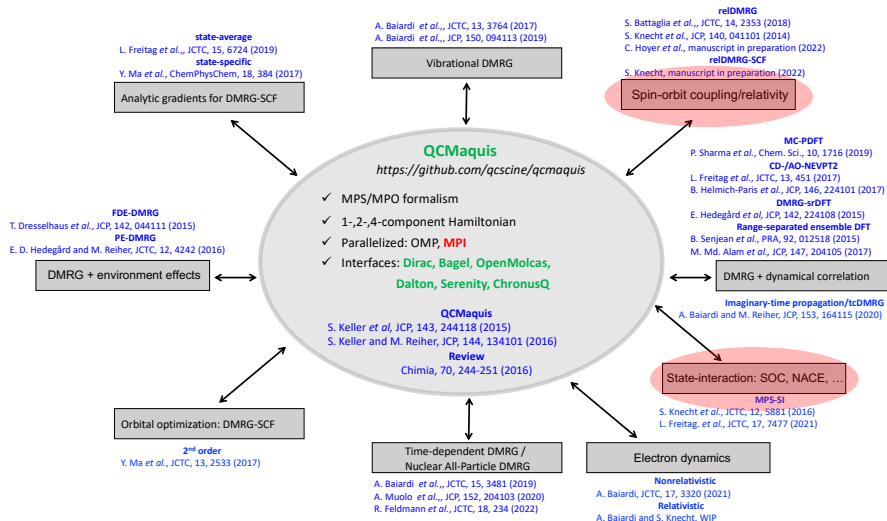 state-average
L. Freitag et al.,, JCTC, 15, 6724 (2019)
state-specific
Y. Ma et al., ChemPhysChem, 18, 384 (2017)
Analytic gradients for DMRG-SCF
A. Baiardi et al.,, JCTC, 13, 3764 (2017)
A. Baiardi et al.,, JCP, 150, 094113 (2019)
Vibrational DMRG
relDMRG
S. Battaglia et al., JCTC, 14, 2353 (2018)
S. Knecht et al., JCP, 140, 041101 (2014)
C. Hoyer et al., manuscript in preparation (2022)
relDMRG-SCF
S. Knecht, manuscript in preparation (2022)
Spin-orbit coupling/relativity
QCMaquis
https://github.com/qcscine/qcmaquis
✓ MPS/MPO formalism
✓ 1-,2-,4-component Hamiltonian
✓ Parallelized: OMP, MPI
✓ Interfaces: Dirac, Bagel, OpenMolcas,
Dalton, Serenity, ChronusQ
QCMaquis
S. Keller et al, JCP, 143, 244118 (2015)
S. Keller and M. Reiher, JCP, 144, 134101 (2016)
Review
Chimia, 70, 244-251 (2016)
FDE-DMRG
T. Dresselhaus et al., JCP, 142, 044111 (2015)
PE-DMRG
E. D. Hedegård and M. Reiher, JCTC, 12, 4242 (2016)
DMRG + environment effects
MC-PDFT
P. Sharma et al., Chem. Sci., 10, 1716 (2019)
CD-/AO-NEVPT2
L. Freitag et al., JCTC, 13, 451 (2017)
B. Helmich-Paris et al., JCP, 146, 224101 (2017)
DMRG-srDFT
E. Hedegård et al, JCP, 142, 224108 (2015)
Range-separated ensemble DFT
B. Senjean et al., PRA, 92, 012518 (2015)
M. Md. Alam et al., JCP, 147, 204105 (2017)
DMRG + dynamical correlation
Imaginary-time propagation/tcDMRG
A. Baiardi and M. Reiher, JCP, 153, 164115 (2020)
State-interaction: SOC, NACE, …
MPS-SI
S. Knecht et al., JCTC, 12, 5881 (2016)
L. Freitag. et al., JCTC, 17, 7477 (2021)
Orbital optimization: DMRG-SCF
2nd order
Y. Ma et al., JCTC, 13, 2533 (2017)
Time-dependent DMRG /
Nuclear All-Particle DMRG
A. Baiardi et al.,, JCTC, 15, 3481 (2019)
A. Muolo et al.,, JCP, 152, 204103 (2020)
R. Feldmann et al., JCTC, 18, 234 (2022)
Electron dynamics
Nonrelativistic
A. Baiardi, JCTC, 17, 3320 (2021)
Relativistic
A. Baiardi and S. Knecht, WIP